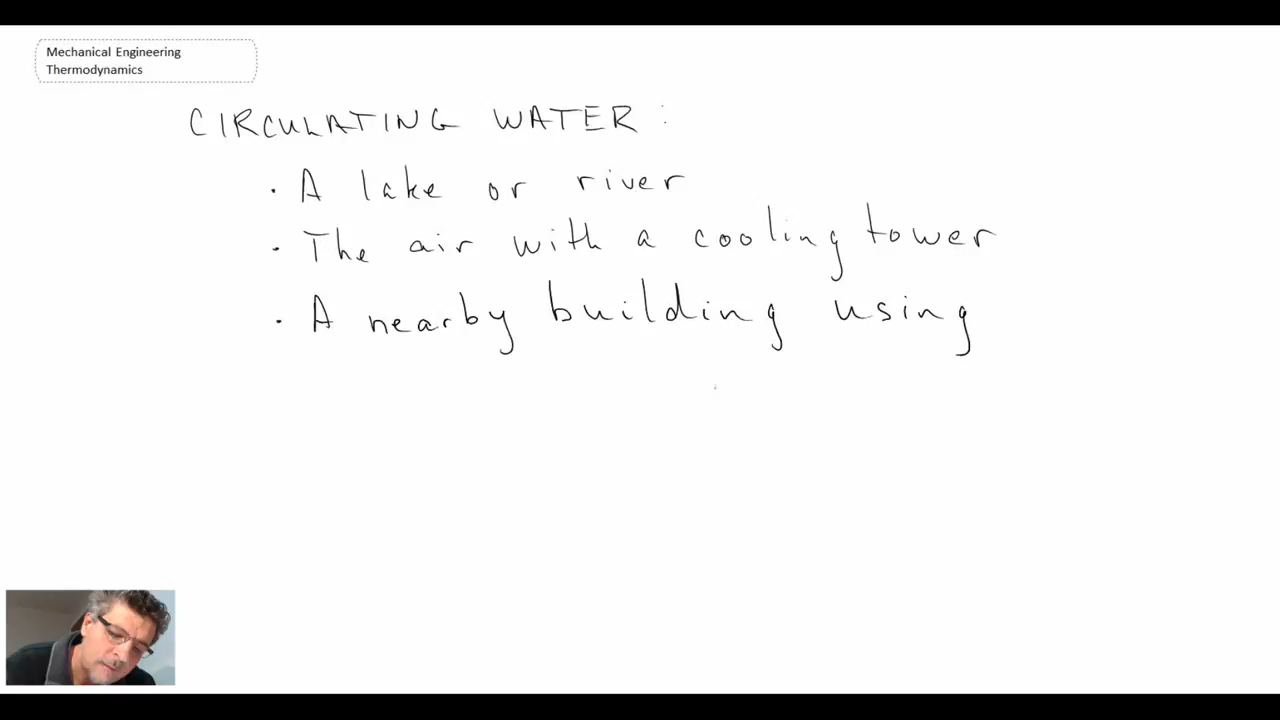 Mechanical Engineering
Thermodynamics
CIRCULATING WATER:
· A lake or river
· The air with a cooling tower
· A nearby building using